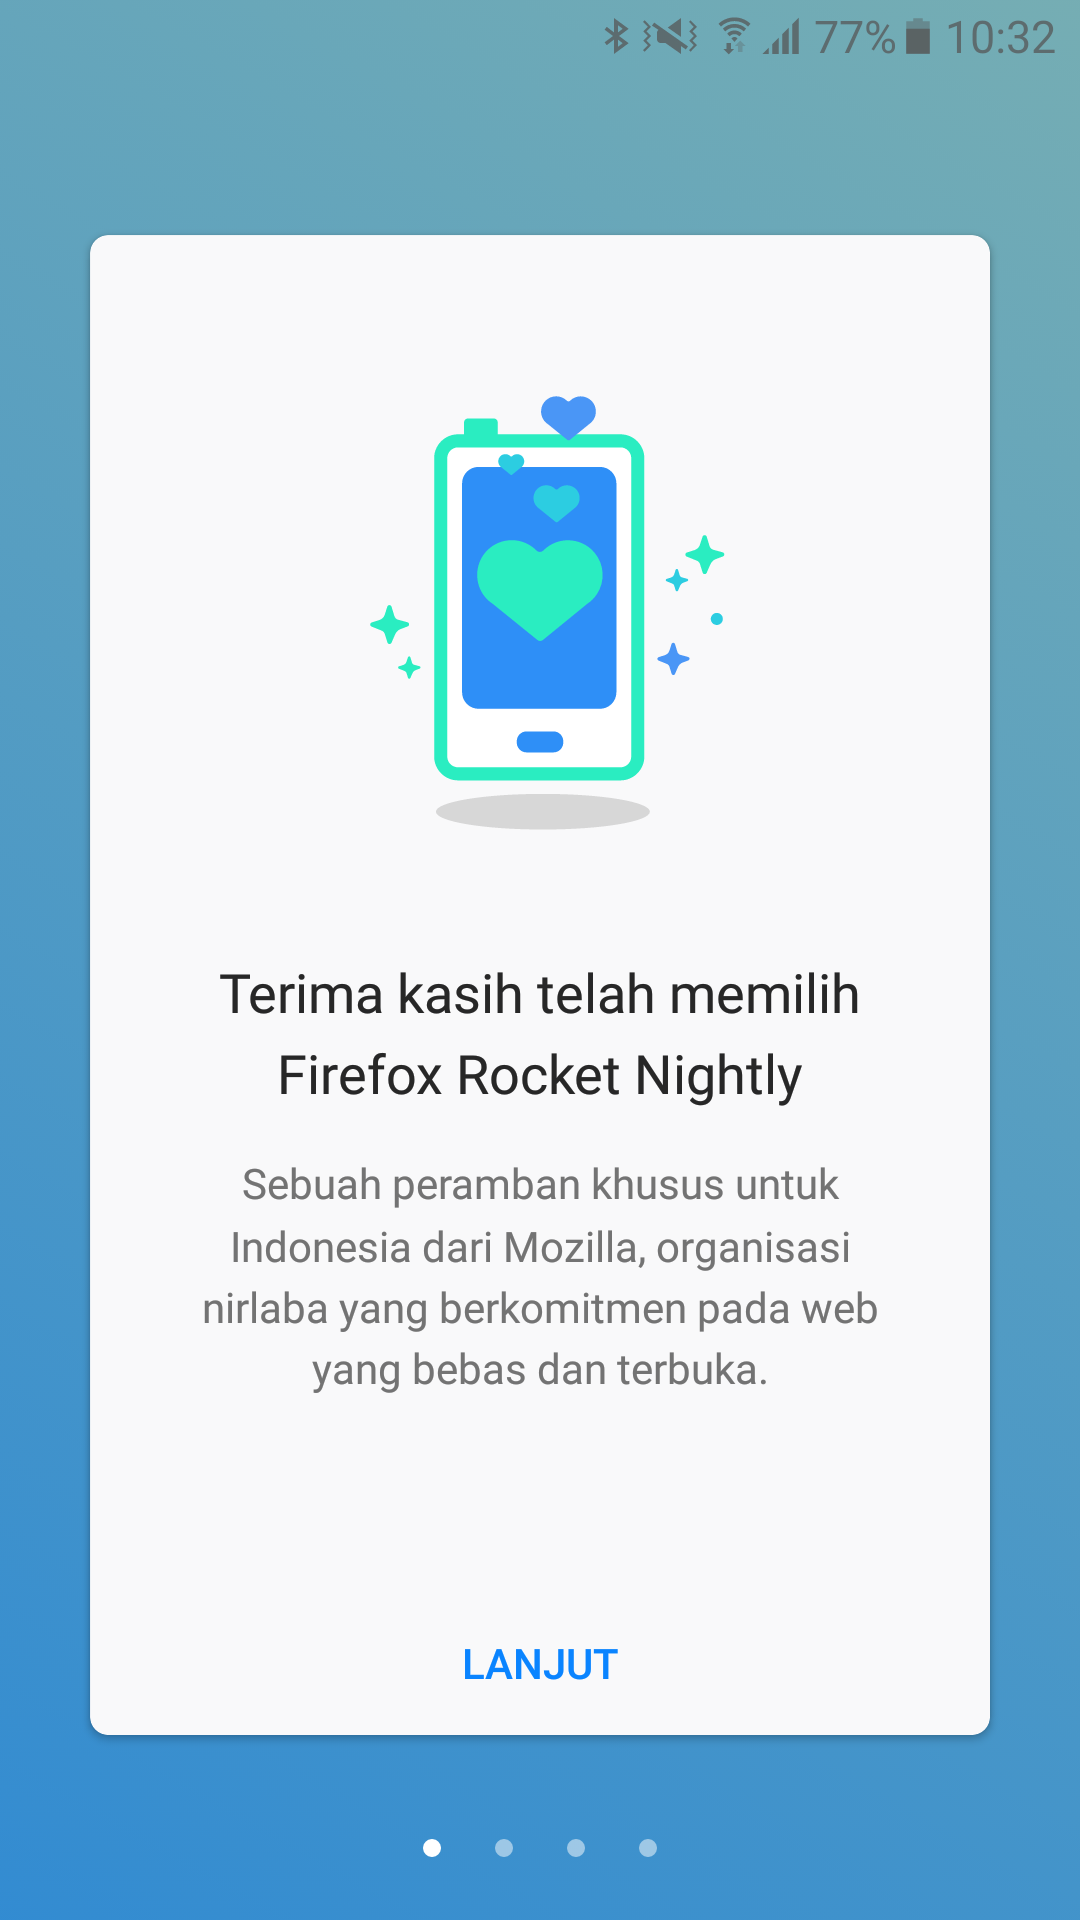 77% 10:32
Terima kasih telah memilih
Firefox Rocket Nightly
Sebuah peramban khusus untuk
Indonesia dari Mozilla, organisasi
nirlaba yang berkomitmen pada web
yang bebas dan terbuka.
LANJUT